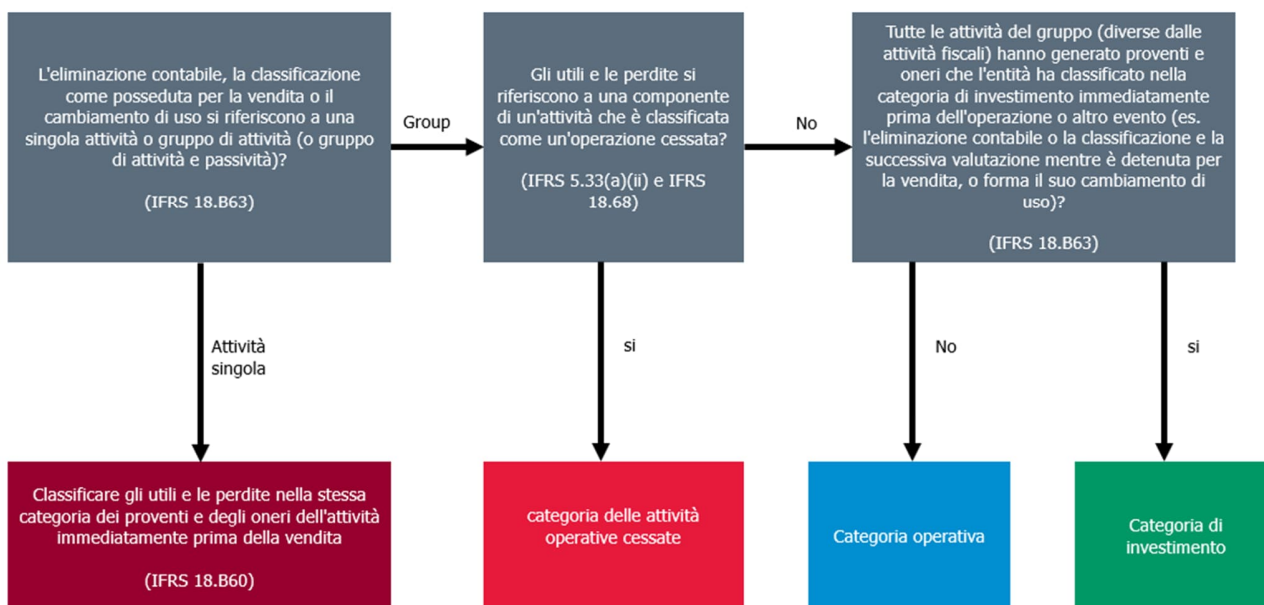 L'eliminazione contabile, la classificazione
come posseduta per la vendita o il
cambiamento di uso si riferiscono a una
singola attività o gruppo di attività (o gruppo
di attività e passività)?
(IFRS 18.B63)
Group
Gli utili e le perdite si
riferiscono a una componente
di un'attività che è classificata
come un'operazione cessata?
(IFRS 5.33(a)(ii) e IFRS
18.68)
No
Tutte le attività del gruppo (diverse dalle
attività fiscali) hanno generato proventi e
oneri che l'entità ha classificato nella
categoria di investimento immediatamente
prima dell'operazione o altro evento (es.
l'eliminazione contabile o la classificazione e la
successiva valutazione mentre è detenuta per
la vendita, o forma il suo cambiamento di
uso)?
(IFRS 18.B63)
Attività
singola
si
No
si
Classificare gli utili e le perdite nella stessa
categoria dei proventi e degli oneri dell'attività
immediatamente prima della vendita
(IFRS 18.B60)
categoria delle attività
operative cessate
Categoria operativa
Categoria di
investimento